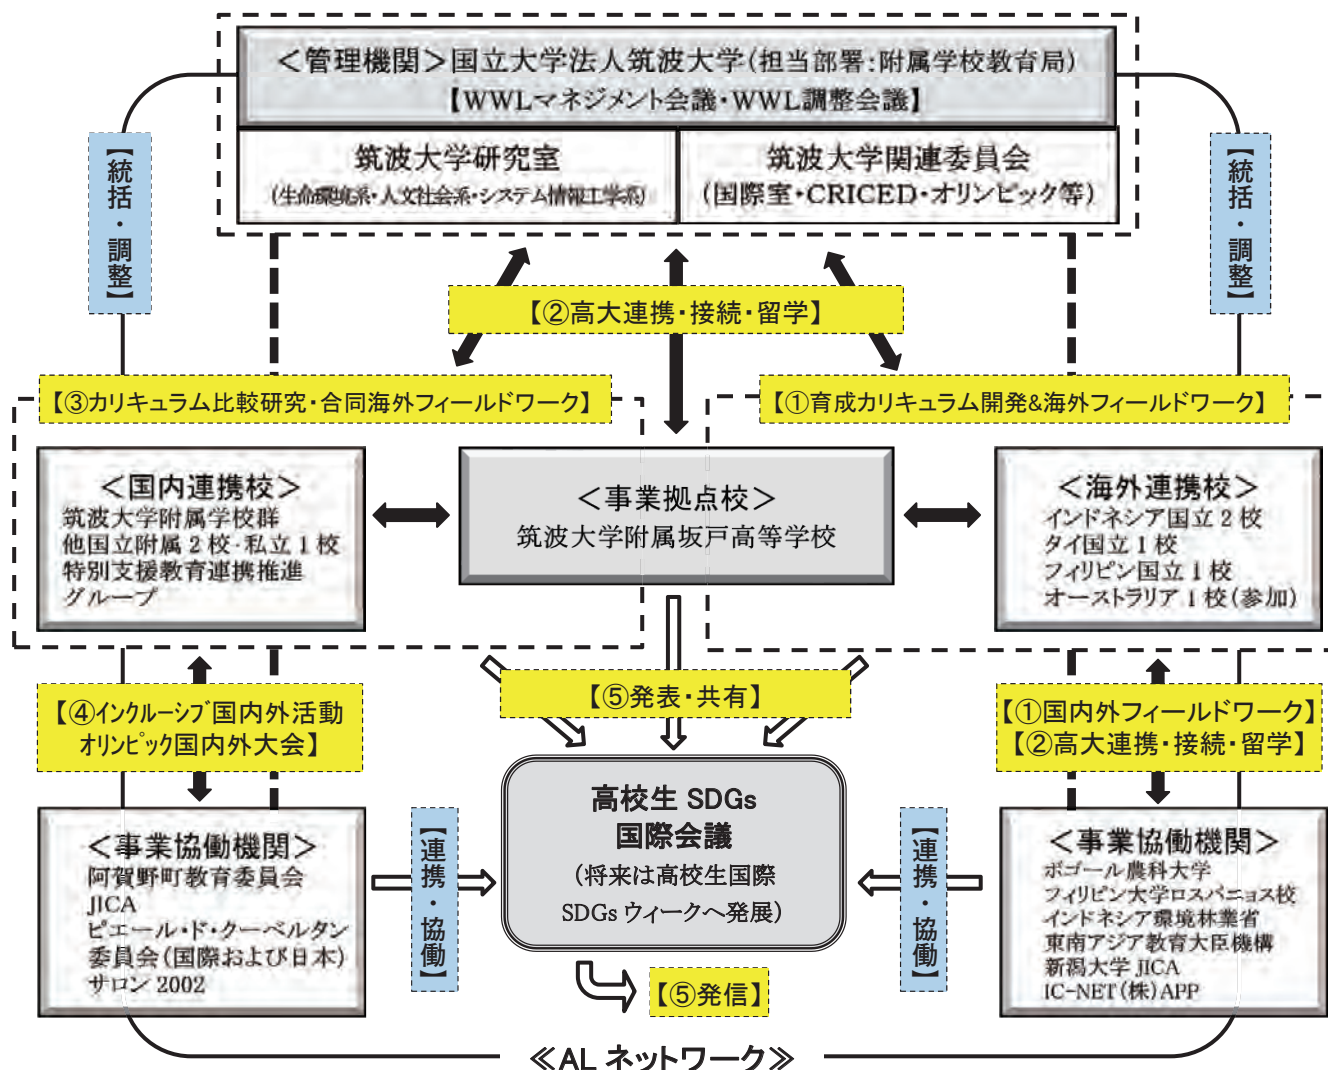 ＜管理機関＞国立大学法人筑波大学(担当部署:附属学校教育局)
【WWLマネジメント会議・WWL調整会議】
筑波大学研究室
(生命環境系・人文社会系・システム情報工学系)
筑波大学関連委員会
(国際室・CRICED・オリンピック等)
【統括・調整】
【統括・調整】
【②高大連携・接続・留学】
【③カリキュラム比較研究・合同海外フィールドワーク】
【①育成カリキュラム開発&海外フィールドワーク】
＜国内連携校＞
筑波大学附属学校群
他国立附属2校・私立1校
特別支援教育連携推進
グループ
＜事業拠点校＞
筑波大学附属坂戸高等学校
＜海外連携校＞
インドネシア国立2校
タイ国立1校
フィリピン国立1校
オーストラリア1校(参加)
【④インクルーシブ国内外活動
オリンピック国内外大会】
【⑤発表・共有】
【①国内外フィールドワーク】
【②高大連携・接続・留学】
＜事業協働機関＞
阿賀野町教育委員会
JICA
ピエール・ド・クーベルタン
委員会(国際および日本)
サロン2002
【連携・協働】
高校生 SDGs
国際会議
(将来は高校生国際
SDGsウィークへ発展)
【連携・協働】
＜事業協働機関＞
ボゴール農科大学
フィリピン大学ロスバニョス校
インドネシア環境林業省
東南アジア教育大臣機構
新潟大学 JICA
IC-NET(株)APP
【⑤発信】
≪AL ネットワーク≫